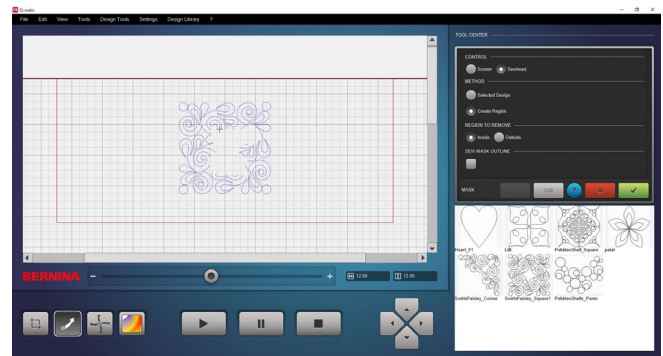 Q-matic
File Edit View Tools Design Tools Settings Design Library ?
TOOL CENTER
CONTROL
Screen Sewhead
METHOD
Selected Design
Create Region
REGION TO REMOVE
Inside Outside
SEW MASK OUTLINE
MASK CLR ?
Heart_01 Lilli PebblesShell_Square petal
SwirlsPaisley_Corner SwirlsPaisley_Square1 PebblesShells_Panto
BERNINA - + 12.00 12.00